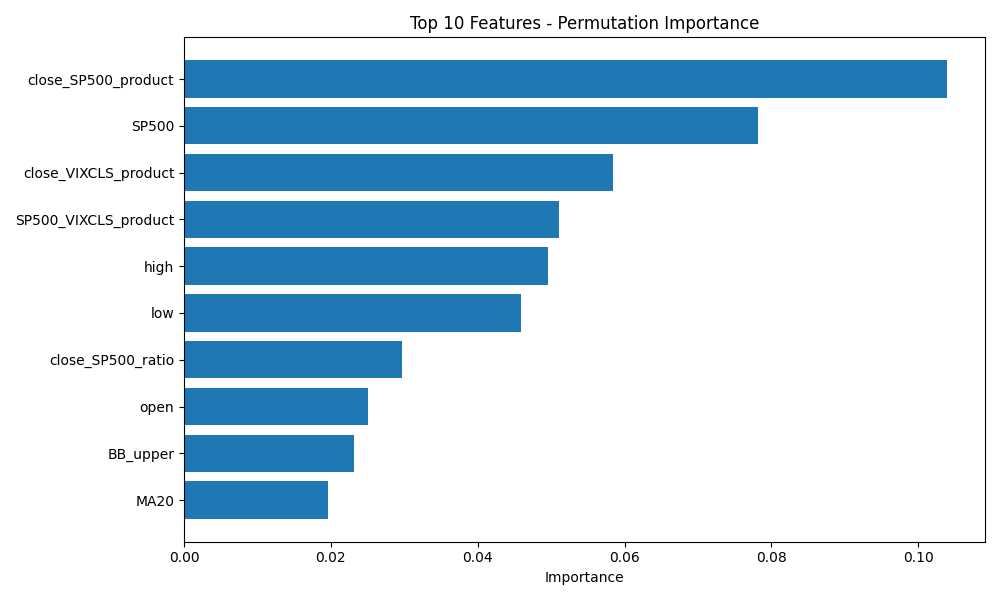 Top 10 Features - Permutation Importance
close_SP500_product
SP500
close_VIXCLS_product
SP500_VIXCLS_product
high
low
close_SP500_ratio
open
BB_upper
MA20
0.00 0.02 0.04 0.06 0.08 0.10
Importance